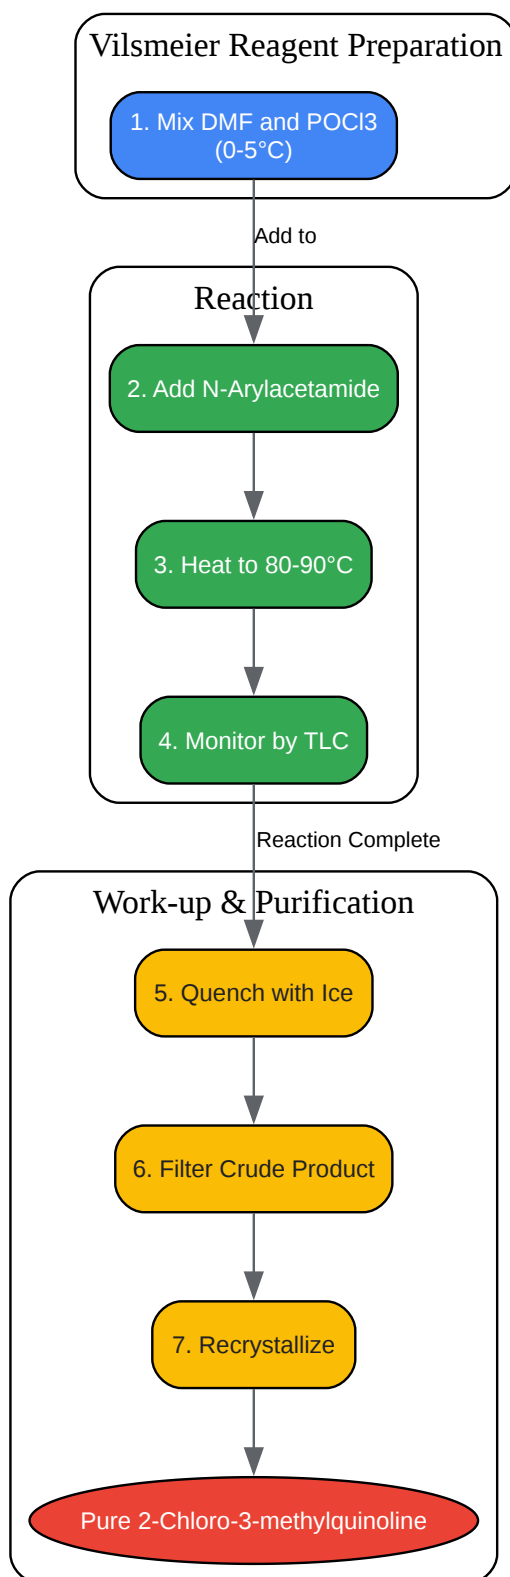 Vilsmeier Reagent Preparation
1. Mix DMF and POCl3
(0-5°C)
Add to
Reaction
2. Add N-Arylacetamide
3. Heat to 80-90°C
4. Monitor by TLC
Reaction Complete
Work-up & Purification
5. Quench with Ice
6. Filter Crude Product
7. Recrystallize
Pure 2-Chloro-3-methylquinoline